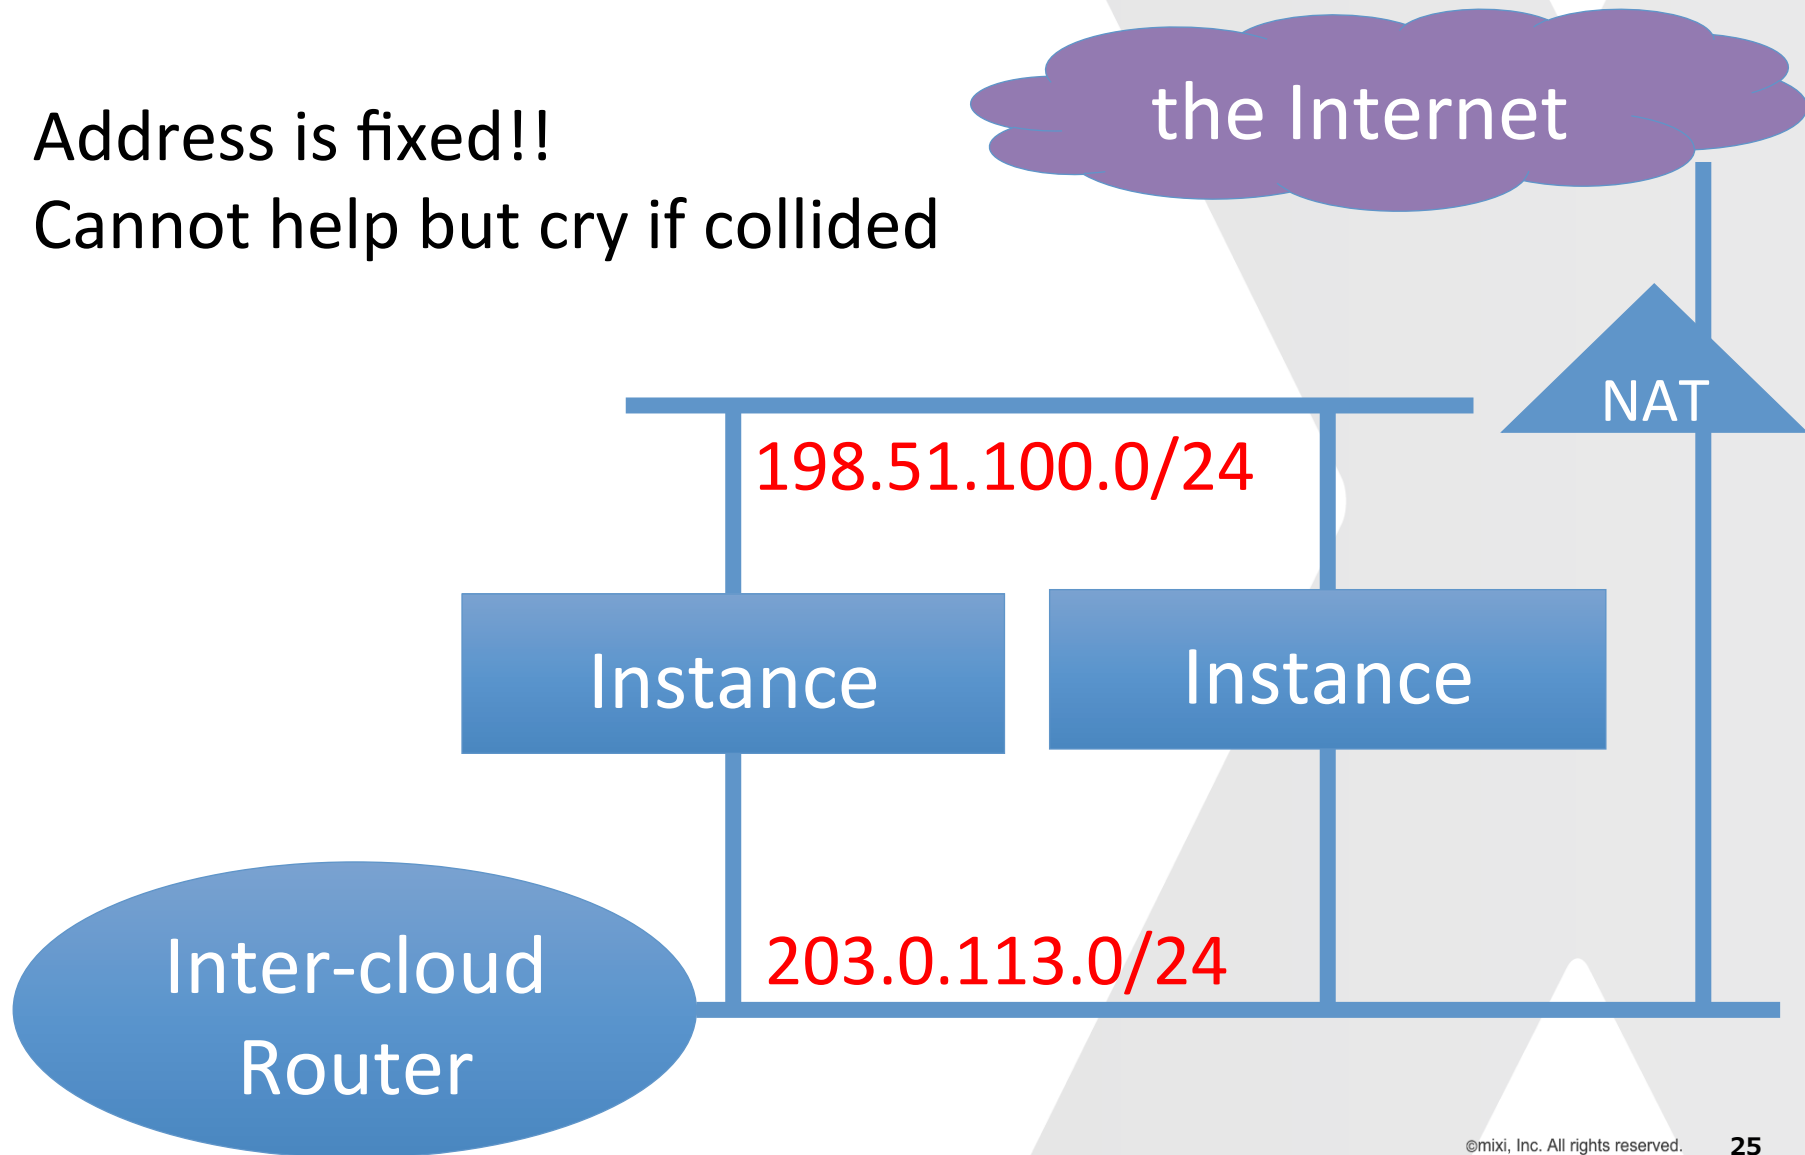 the Internet
Address is fixed!!
Cannot help but cry if collided
NAT
198.51.100.0/24
Instance
Instance
203.0.113.0/24
Inter-cloud
Router
©mixi, Inc. All rights reserved.
25